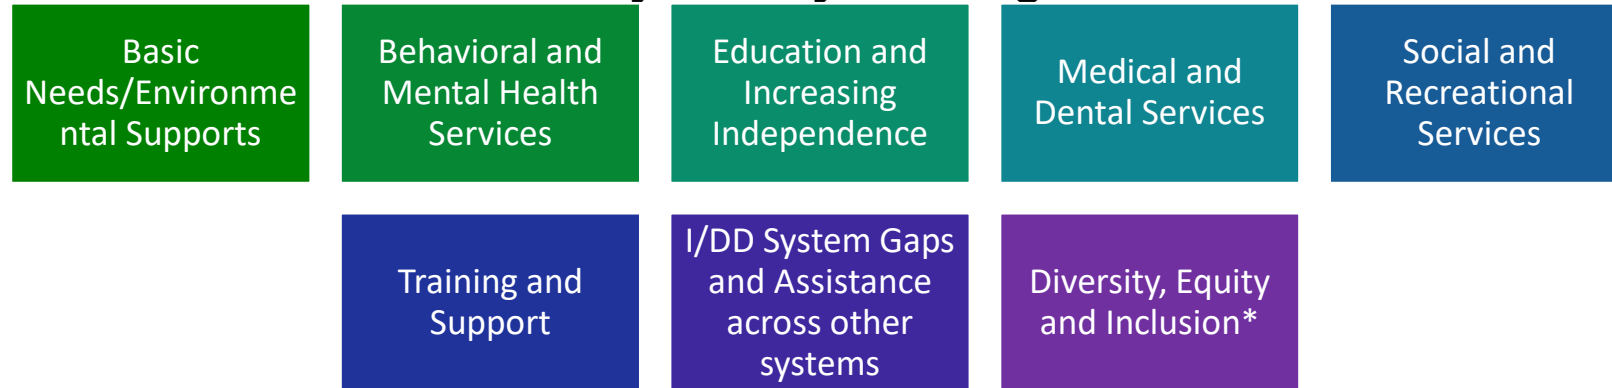 Basic
Needs/Environme
ntal Supports
Behavioral and
Mental Health
Services
Education and
Increasing
Independence
Medical and
Dental Services
Social and
Recreational
Services
Training and
Support
I/DD System Gaps
and Assistance
across other
systems
Diversity, Equity
and Inclusion*